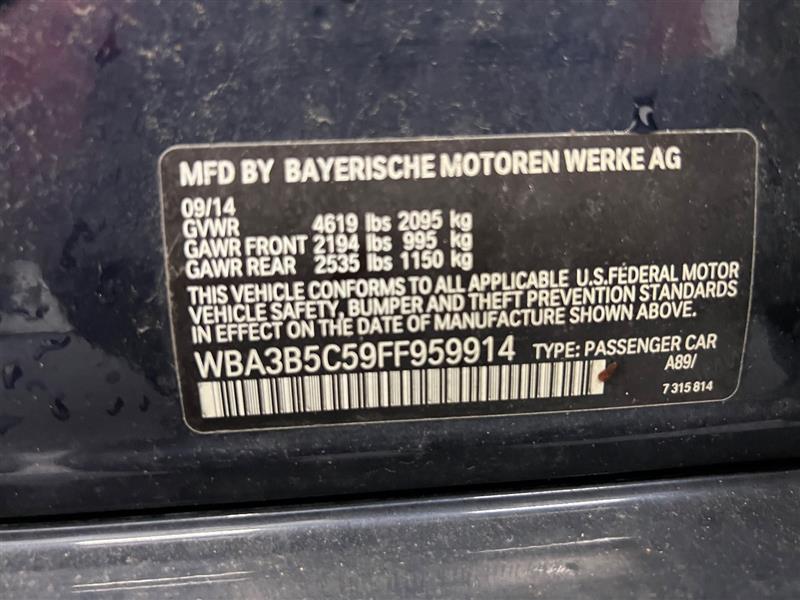 MFD BY BAYERISCHE MOTOREN WERKE AG
09/14
GVWR 4619 lbs 2095 kg
GAWR FRONT 2194 lbs 995 kg
GAWR REAR 2535 lbs 1150 kg
THIS VEHICLE CONFORMS TO ALL APPLICABLE U.S.FEDERAL MOTOR
VEHICLE SAFETY, BUMPER AND THEFT PREVENTION STANDARDS
IN EFFECT ON THE DATE OF MANUFACTURE SHOWN ABOVE.
WBA3B5C59FF959914 TYPE: PASSENGER CAR
A89/
7 315 814